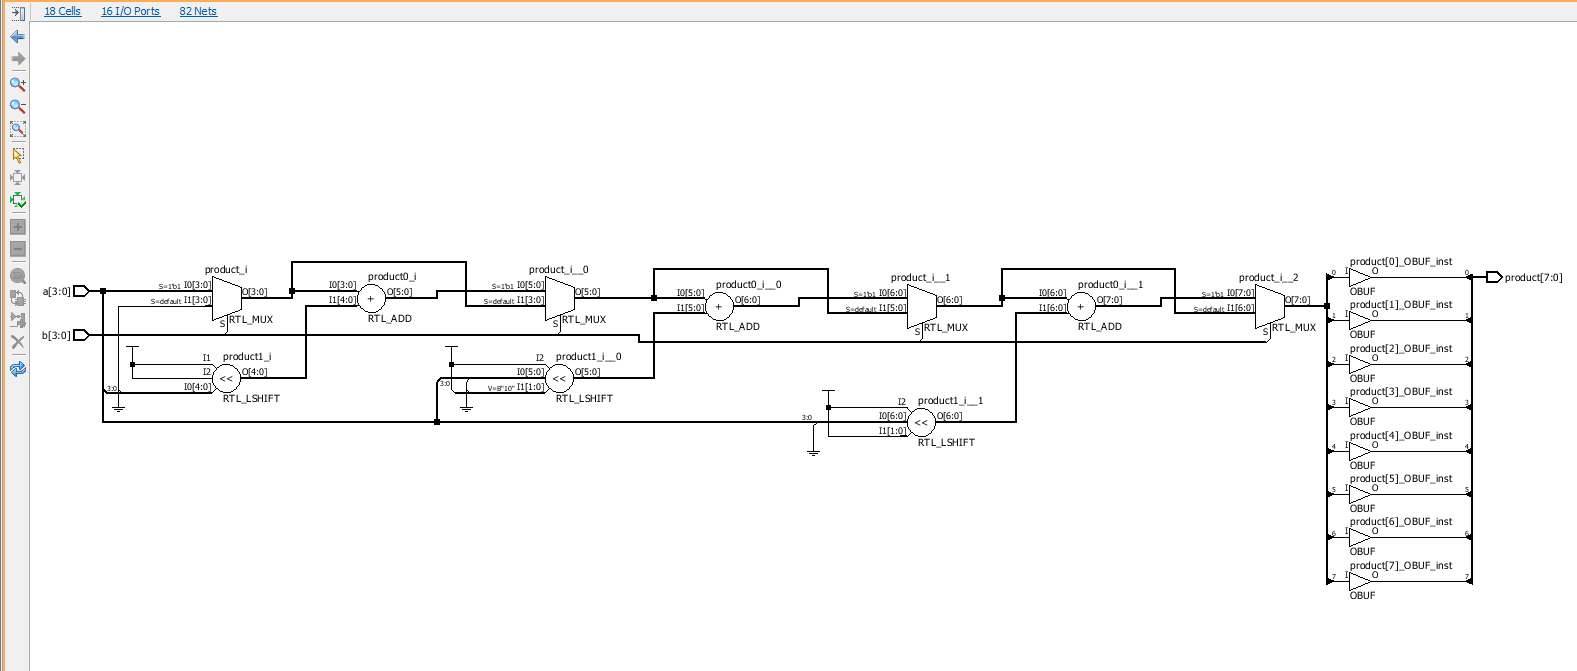 18 Cells 16 I/O Ports 82 Nets
a[3:0]
b[3:0]
product_i
S=1'b1 I0[3:0]
S=default I1[3:0]
O[3:0]
S
RTL_MUX
product0_i
I0[3:0]
I1[4:0]
+
O[5:0]
RTL_ADD
product_i__0
S=1'b1 I0[5:0]
S=default I1[3:0]
O[5:0]
S
RTL_MUX
product0_i__0
I0[5:0]
I1[5:0]
+
O[6:0]
RTL_ADD
product_i__1
S=1'b1 I0[6:0]
S=default I1[5:0]
O[6:0]
S
RTL_MUX
product0_i__1
I0[6:0]
I1[6:0]
+
O[7:0]
RTL_ADD
product_i__2
S=1'b1 I0[7:0]
S=default I1[6:0]
O[7:0]
S
RTL_MUX
product1_i
I1
I2
3:0 I0[4:0]
<<
O[4:0]
RTL_LSHIFT
product1_i__0
I2
3:0 I0[5:0]
V=B"10" I1[1:0]
<<
O[5:0]
RTL_LSHIFT
product1_i__1
I2
3:0 I0[6:0]
I1[1:0]
<<
O[6:0]
RTL_LSHIFT
product[0]_OBUF_inst
0 I O 0
OBUF
product[1]_OBUF_inst
1 I O 1
OBUF
product[2]_OBUF_inst
2 I O 2
OBUF
product[3]_OBUF_inst
3 I O 3
OBUF
product[4]_OBUF_inst
4 I O 4
OBUF
product[5]_OBUF_inst
5 I O 5
OBUF
product[6]_OBUF_inst
6 I O 6
OBUF
product[7]_OBUF_inst
7 I O 7
OBUF
product[7:0]